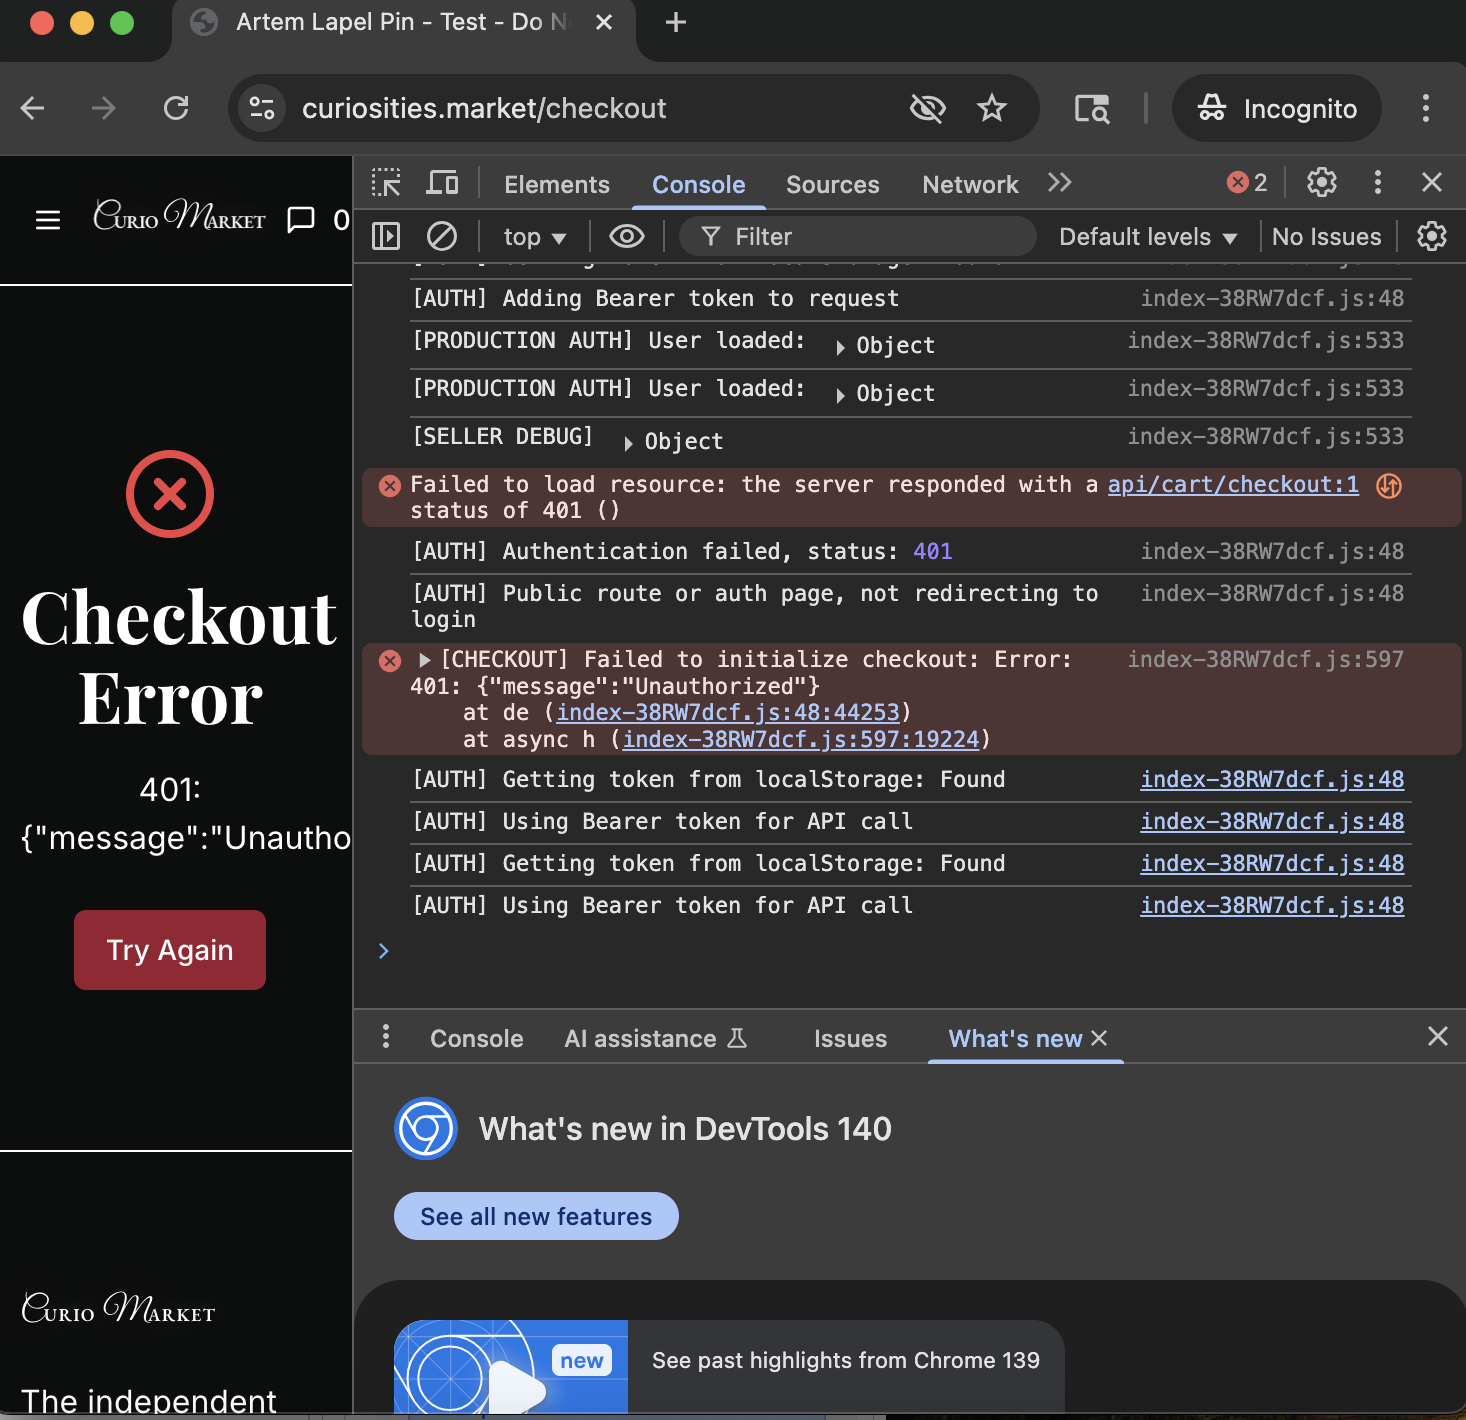 Artem Lapel Pin - Test - Do N
curiosities.market/checkout
Incognito
CURIO MARKET
0
Checkout
Error
401:
{"message":"Unautho
Try Again
CURIO MARKET
The independent
Elements
Console
Sources
Network
2
top
Filter
Default levels
No Issues
[AUTH] Adding Bearer token to request index-38RW7dcf.js:48
[PRODUCTION AUTH] User loaded: Object index-38RW7dcf.js:533
[PRODUCTION AUTH] User loaded: Object index-38RW7dcf.js:533
[SELLER DEBUG] Object index-38RW7dcf.js:533
Failed to load resource: the server responded with a api/cart/checkout:1
status of 401 ()
[AUTH] Authentication failed, status: 401 index-38RW7dcf.js:48
[AUTH] Public route or auth page, not redirecting to index-38RW7dcf.js:48
login
[CHECKOUT] Failed to initialize checkout: Error: index-38RW7dcf.js:597
401: {"message":"Unauthorized"}
at de (index-38RW7dcf.js:48:44253)
at async h (index-38RW7dcf.js:597:19224)
[AUTH] Getting token from localStorage: Found index-38RW7dcf.js:48
[AUTH] Using Bearer token for API call index-38RW7dcf.js:48
[AUTH] Getting token from localStorage: Found index-38RW7dcf.js:48
[AUTH] Using Bearer token for API call index-38RW7dcf.js:48
Console
AI assistance
Issues
What's new
What's new in DevTools 140
See all new features
new
See past highlights from Chrome 139